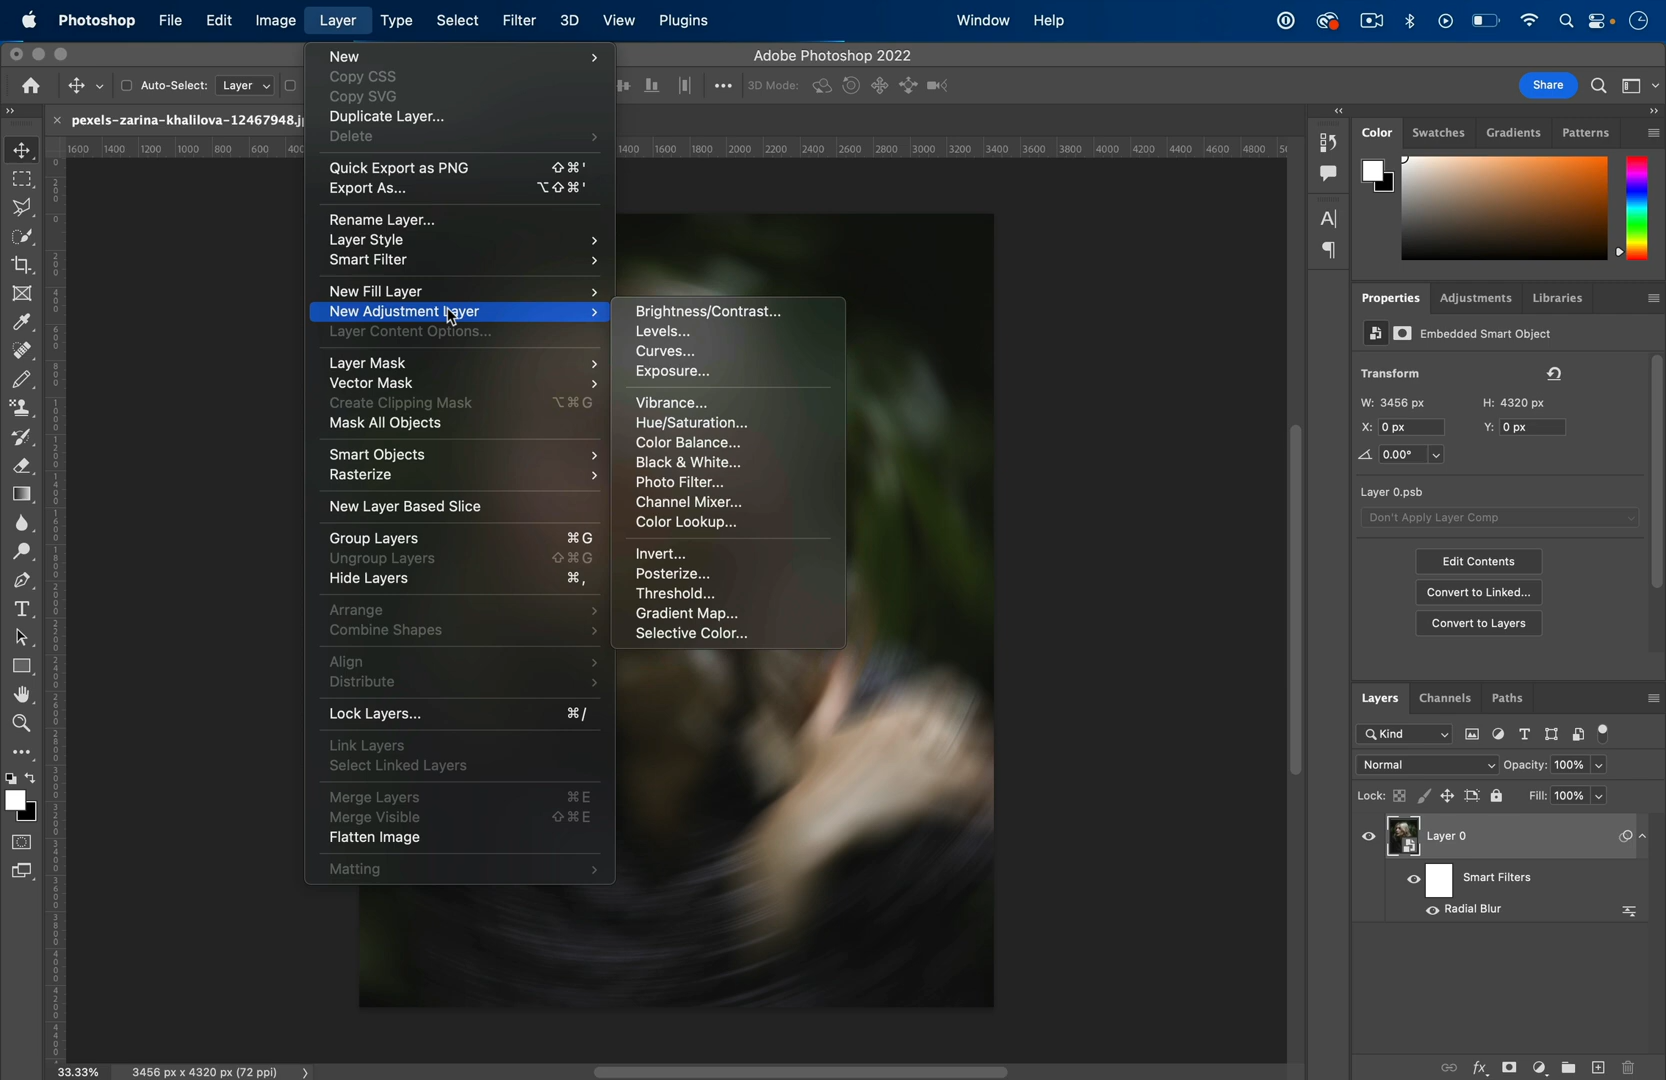 Photoshop File Edit Image Layer Type Select Filter 3D View Plugins Window Help
Adobe Photoshop 2022
Auto-Select: Layer 3D Mode: Share
pexels-zarina-khalilova-12467948.j
1600 1400 1200 1000 800 600 1400 1600 1800 2000 2200 2400 2600 2800 3000 3200 3400 3600 3800 4000 4200 4400 4600 4800
New
Copy CSS
Copy SVG
Duplicate Layer...
Delete
Quick Export as PNG ⇧⌘'
Export As... ⌥⇧⌘'
Rename Layer...
Layer Style
Smart Filter
New Fill Layer
New Adjustment Layer
Layer Content Options...
Layer Mask
Vector Mask
Create Clipping Mask ⌥⌘G
Mask All Objects
Smart Objects
Rasterize
New Layer Based Slice
Group Layers ⌘G
Ungroup Layers ⇧⌘G
Hide Layers ⌘,
Arrange
Combine Shapes
Align
Distribute
Lock Layers... ⌘/
Link Layers
Select Linked Layers
Merge Layers ⌘E
Merge Visible ⇧⌘E
Flatten Image
Matting
Brightness/Contrast...
Levels...
Curves...
Exposure...
Vibrance...
Hue/Saturation...
Color Balance...
Black & White...
Photo Filter...
Channel Mixer...
Color Lookup...
Invert...
Posterize...
Threshold...
Gradient Map...
Selective Color...
Color Swatches Gradients Patterns
Properties Adjustments Libraries
Embedded Smart Object
Transform
W: 3456 px H: 4320 px
X: 0 px Y: 0 px
0.00°
Layer 0.psb
Don't Apply Layer Comp
Edit Contents
Convert to Linked...
Convert to Layers
Layers Channels Paths
Kind
Normal Opacity: 100%
Lock: Fill: 100%
Layer 0
Smart Filters
Radial Blur
33.33% 3456 px x 4320 px (72 ppi)